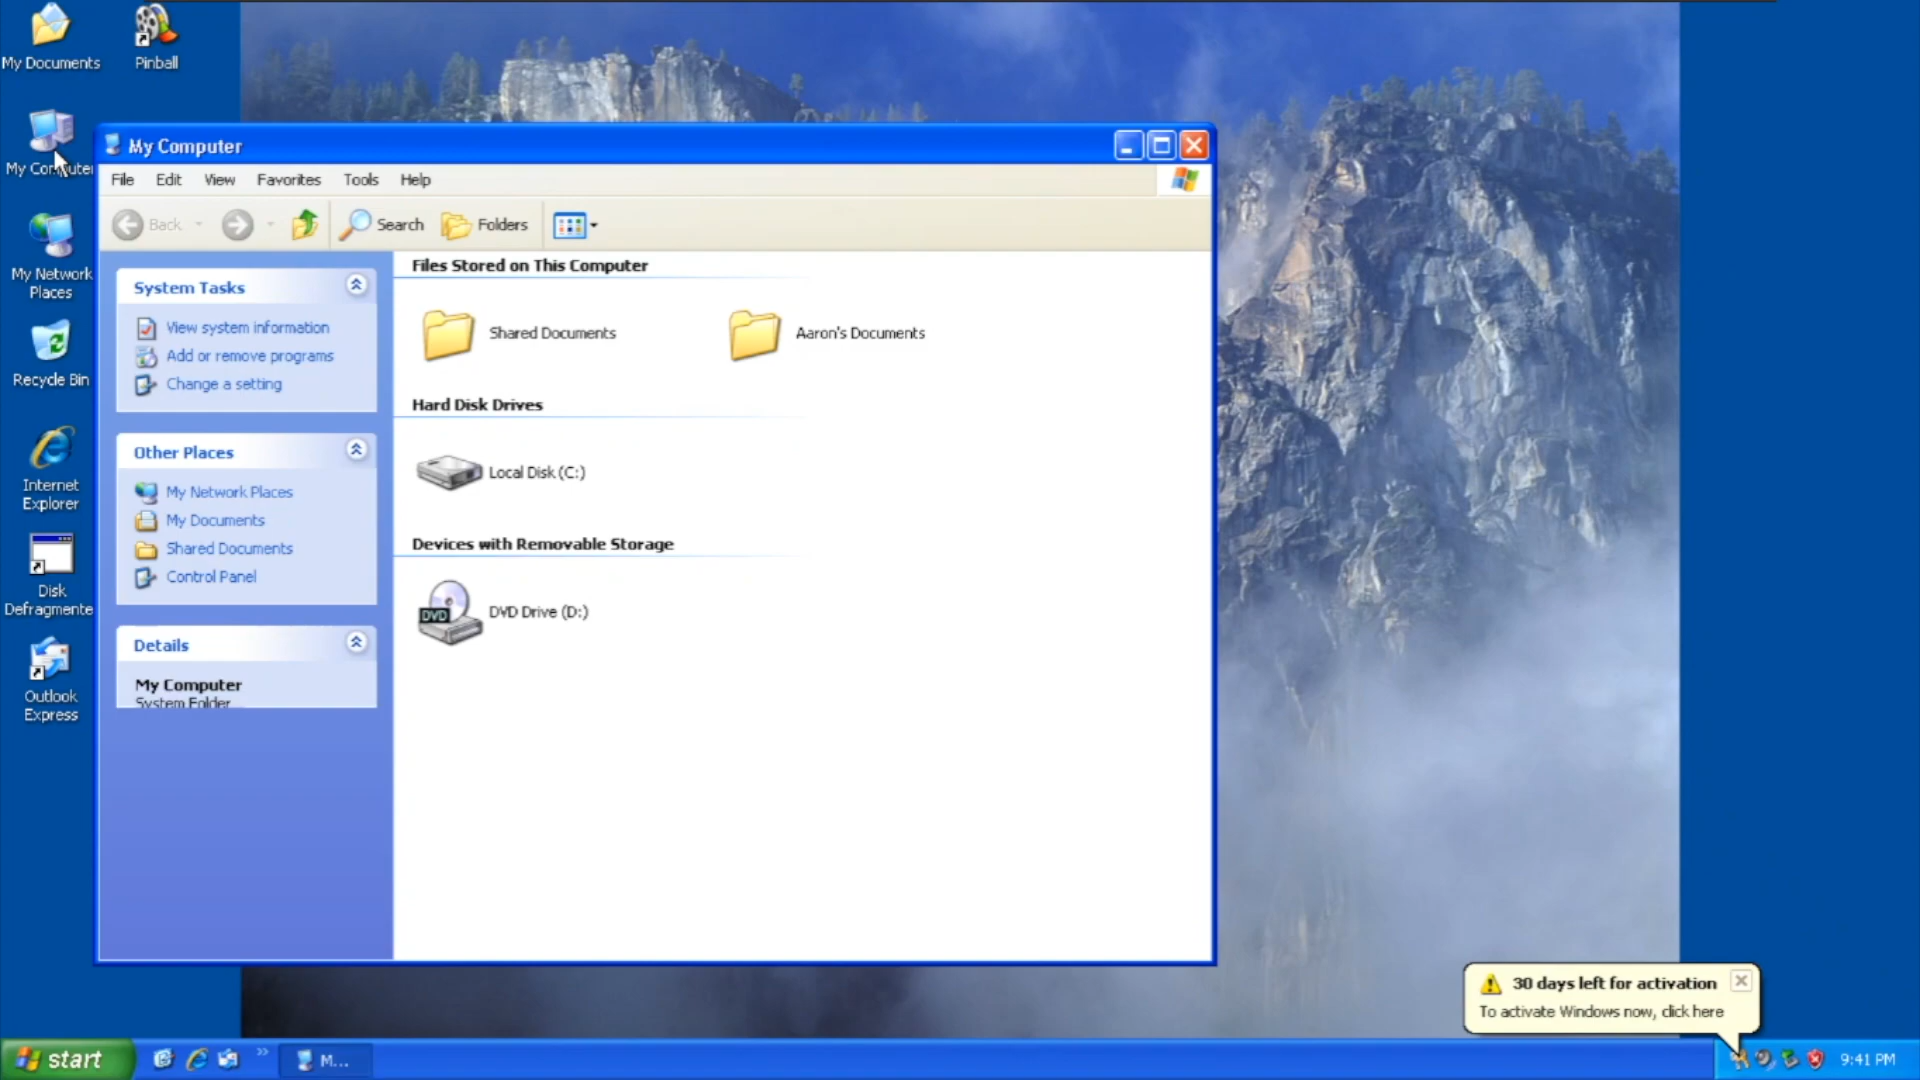 My Documents
Pinball
My Computer
My Network
Places
Recycle Bin
Internet
Explorer
Disk
Defragmente
Outlook
Express
My Computer
File Edit View Favorites Tools Help
Back Search Folders
System Tasks
View system information
Add or remove programs
Change a setting
Other Places
My Network Places
My Documents
Shared Documents
Control Panel
Details
My Computer
System Folder
Files Stored on This Computer
Shared Documents
Aaron's Documents
Hard Disk Drives
Local Disk (C:)
Devices with Removable Storage
DVD
DVD Drive (D:)
30 days left for activation
To activate Windows now, click here
start
M...
9:41 PM